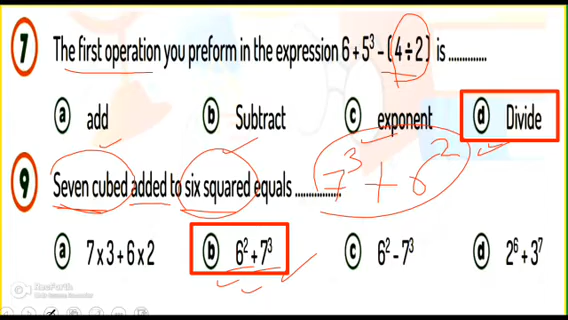 7 The first operation you preform in the expression 6 + 5³ – (4 ÷ 2) is ..............
a add b Subtract c exponent d Divide
9 Seven cubed added to six squared equals ................
7³ + 6²
a 7 x 3 + 6 x 2 b 6² + 7³ c 6² – 7³ d 2⁶ + 3⁷